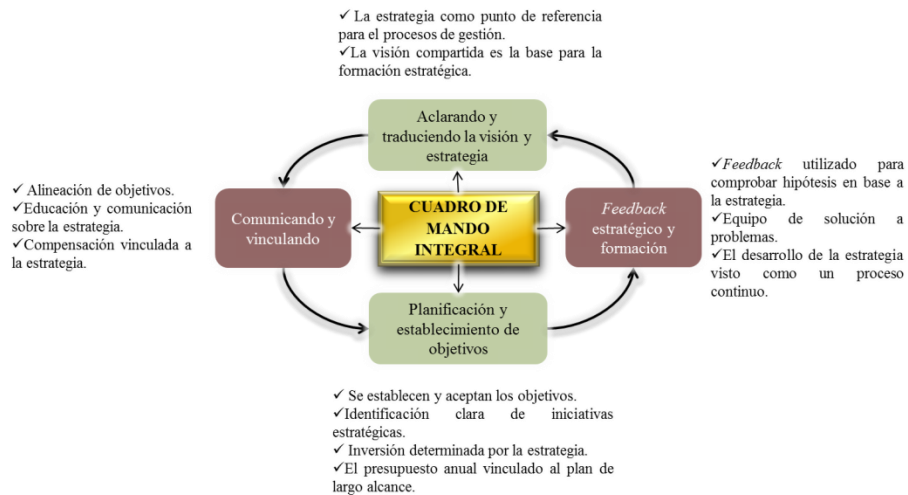 ✓ La estrategia como punto de referencia
para el procesos de gestión.
✓La visión compartida es la base para la
formación estratégica.
Aclarando y
traduciendo la visión y
estrategia
✓ Alineación de objetivos.
✓Educación y comunicación
sobre la estrategia.
✓Compensación vinculada a
la estrategia.
Comunicando y
vinculando
CUADRO DE
MANDO
INTEGRAL
Feedback
estratégico y
formación
✓Feedback utilizado para
comprobar hipótesis en base a
la estrategia.
✓Equipo de solución a
problemas.
✓El desarrollo de la estrategia
visto como un proceso
continuo.
Planificación y
establecimiento de
objetivos
✓ Se establecen y aceptan los objetivos.
✓Identificación clara de iniciativas
estratégicas.
✓ Inversión determinada por la estrategia.
✓El presupuesto anual vinculado al plan de
largo alcance.